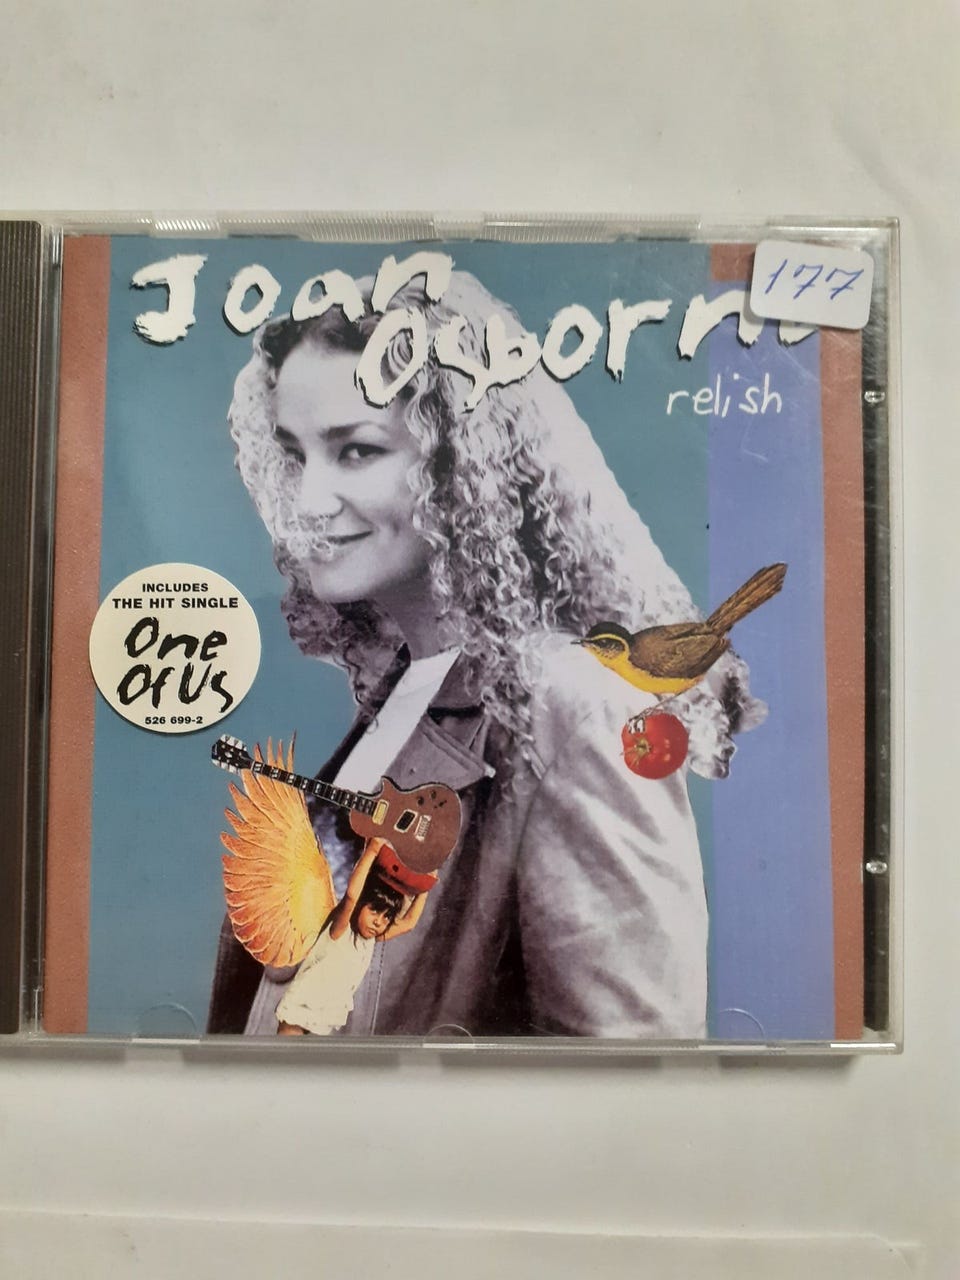 Joan
Osborne
177
relish
INCLUDES
THE HIT SINGLE
One
Of Us
526 699-2